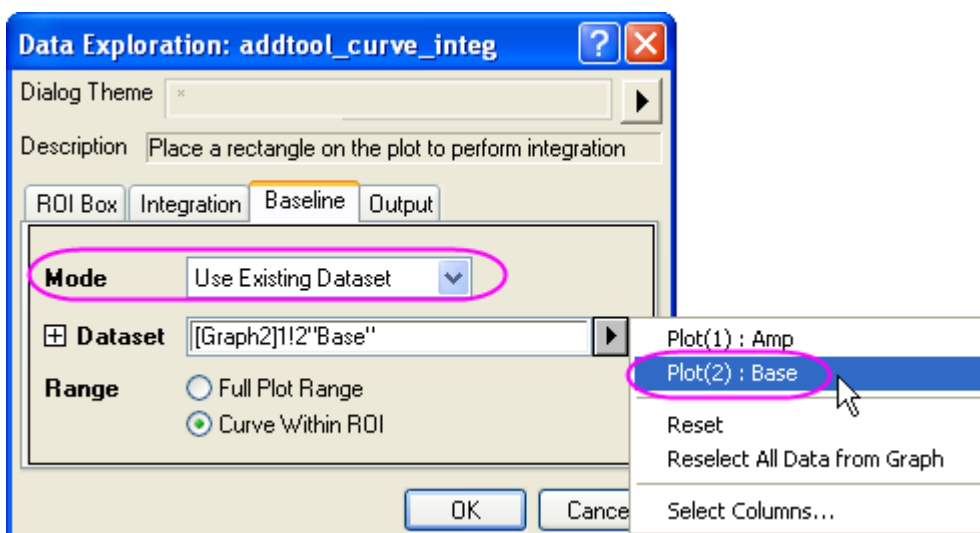 Data Exploration: addtool_curve_integ
Dialog Theme *
Description Place a rectangle on the plot to perform integration
ROI Box Integration Baseline Output
Mode Use Existing Dataset
Dataset [Graph2]1!2"Base"
Plot(1) : Amp
Plot(2) : Base
Range Full Plot Range
Curve Within ROI
Reset
Reselect All Data from Graph
OK Cance
Select Columns...